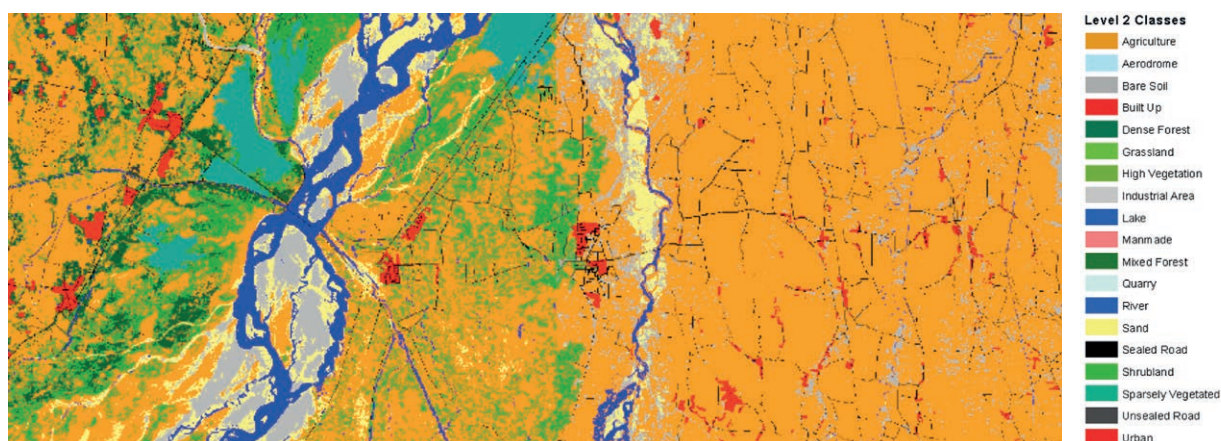 Level 2 Classes
Agriculture
Aerodrome
Bare Soil
Built Up
Dense Forest
Grassland
High Vegetation
Industrial Area
Lake
Manmade
Mixed Forest
Quarry
River
Sand
Sealed Road
Shrubland
Sparsely Vegetated
Unsealed Road
Urban